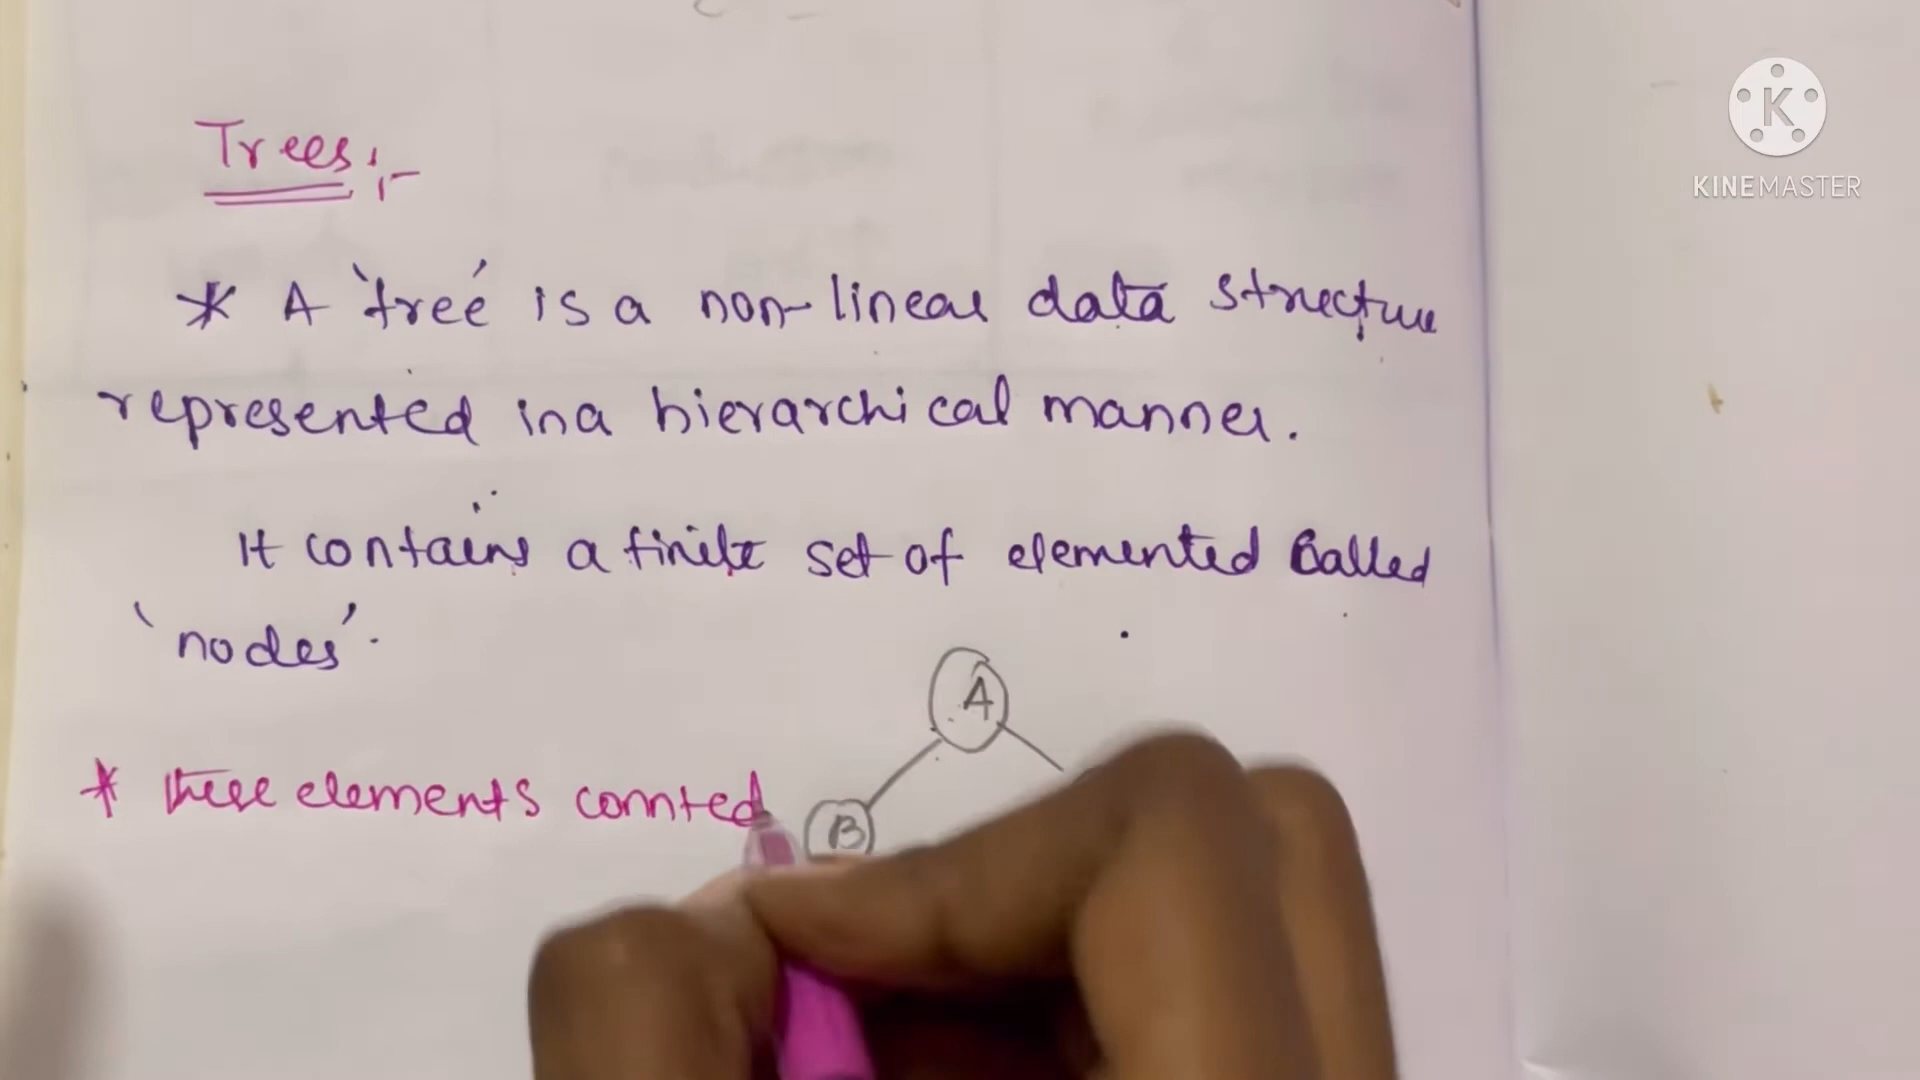 Trees :-
* A 'tree' is a non-linear data structure
represented in a hierarchical manner.
It contains a finite set of elemented called
'nodes'.
A
* these elements connted
B
K
KINEMASTER